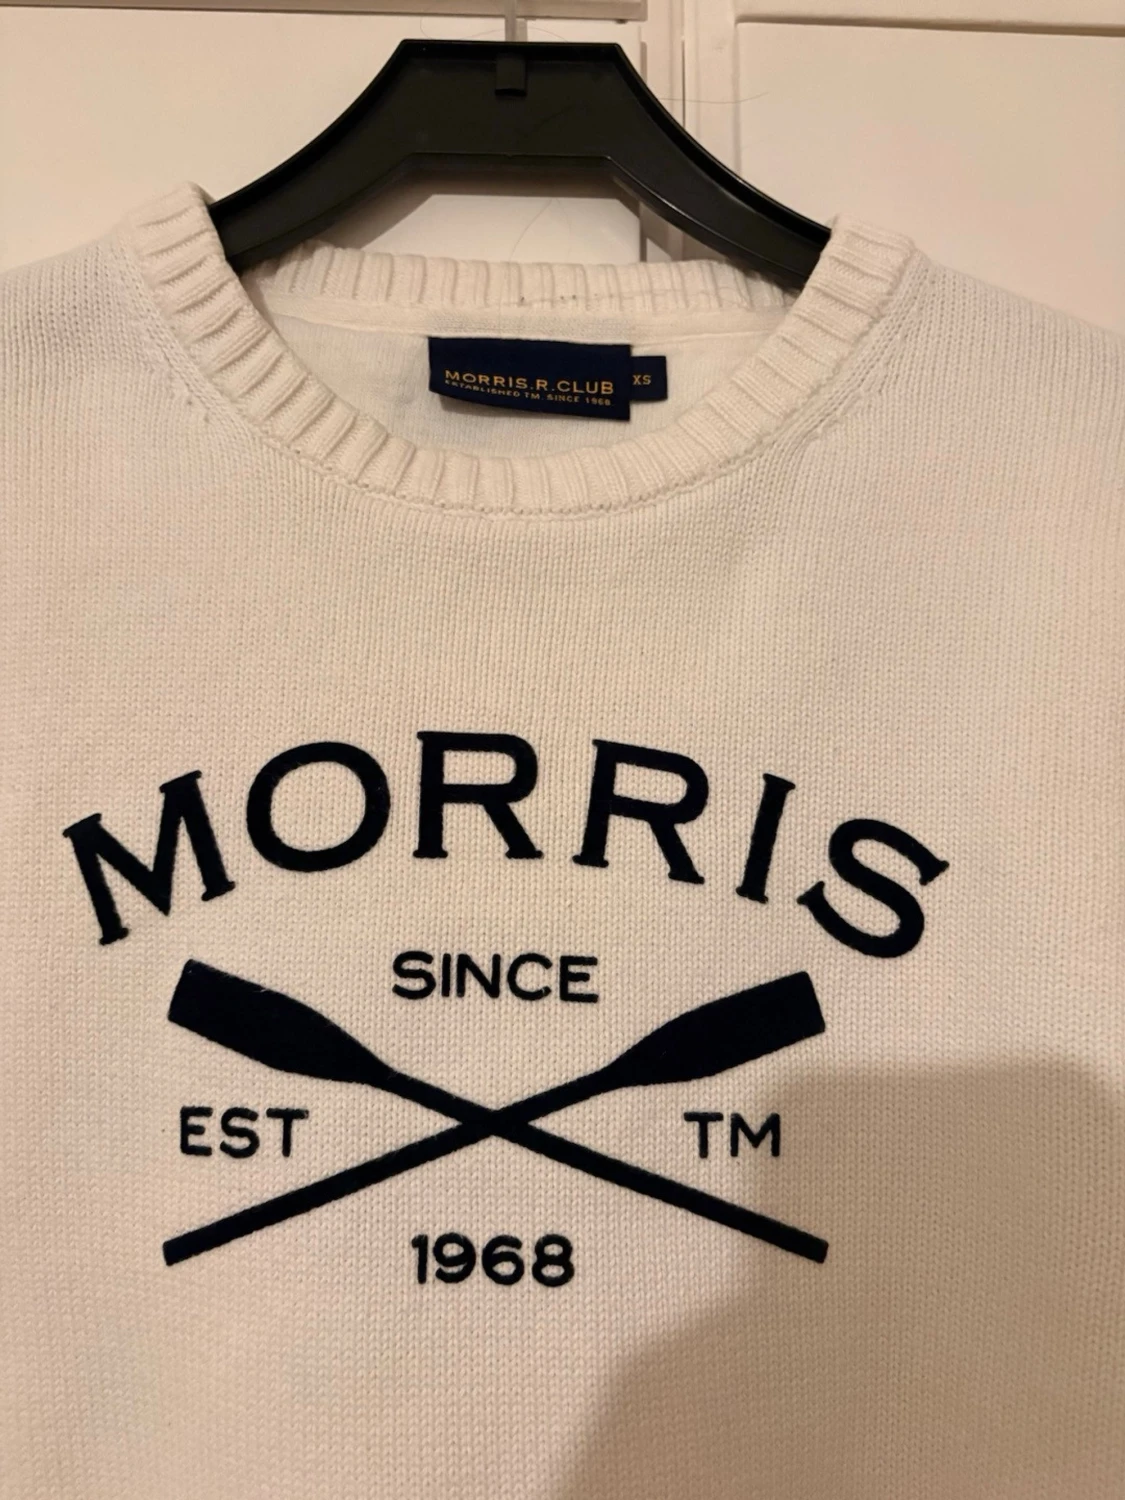 MORRIS.R.CLUB
XS
ESTABLISHED TM. SINCE 1968.
MORRIS
SINCE
EST TM
1968